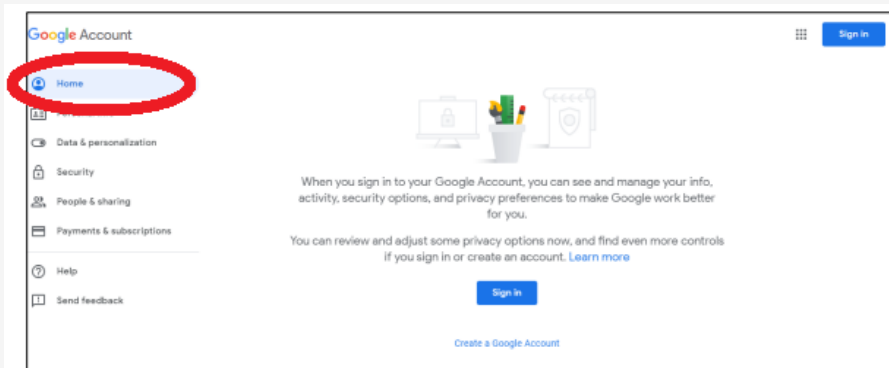 Google Account
Sign in
Home
Data & personalization
Security
People & sharing
Payments & subscriptions
Help
Send feedback
When you sign in to your Google Account, you can see and manage your info,
activity, security options, and privacy preferences to make Google work better
for you.
You can review and adjust some privacy options now, and find even more controls
if you sign in or create an account. Learn more
Sign in
Create a Google Account